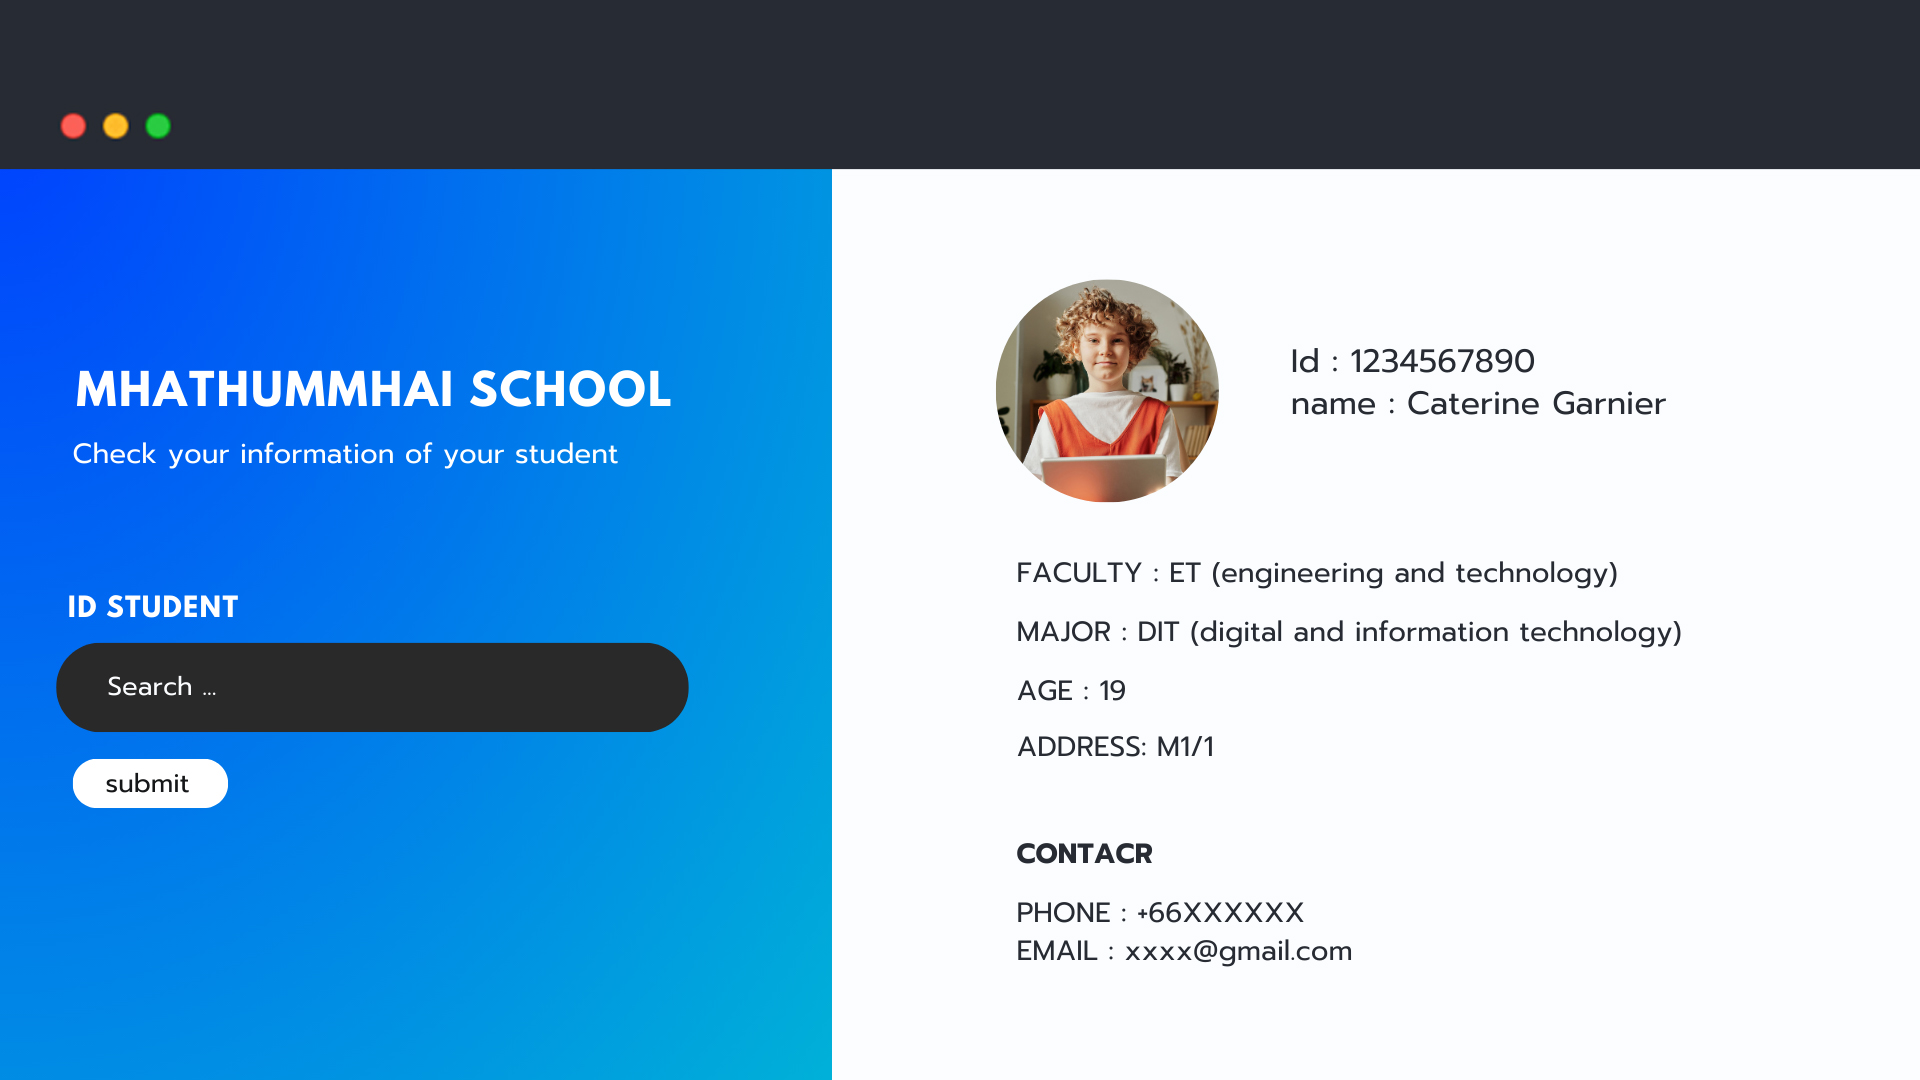 MHATHUMMHAI SCHOOL
Check your information of your student
ID STUDENT
Search ...
submit
Id : 1234567890
name : Caterine Garnier
FACULTY : ET (engineering and technology)
MAJOR : DIT (digital and information technology)
AGE : 19
ADDRESS: M1/1
CONTACR
PHONE : +66XXXXXX
EMAIL : xxxx@gmail.com